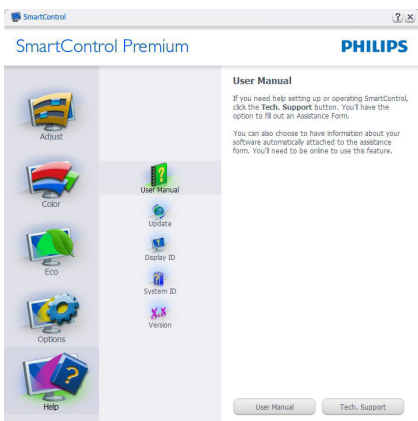 SmartControl
? X
SmartControl Premium
PHILIPS
Adjust
Color
Eco
Options
Help
User Manual
Update
Display ID
System ID
X.X
Version
User Manual
If you need help setting up or operating SmartControl,
click the Tech. Support button. You'll have the
option to fill out an Assistance Form.
You can also choose to have information about your
software automatically attached to the assistance
form. You'll need to be online to use this feature.
User Manual
Tech. Support